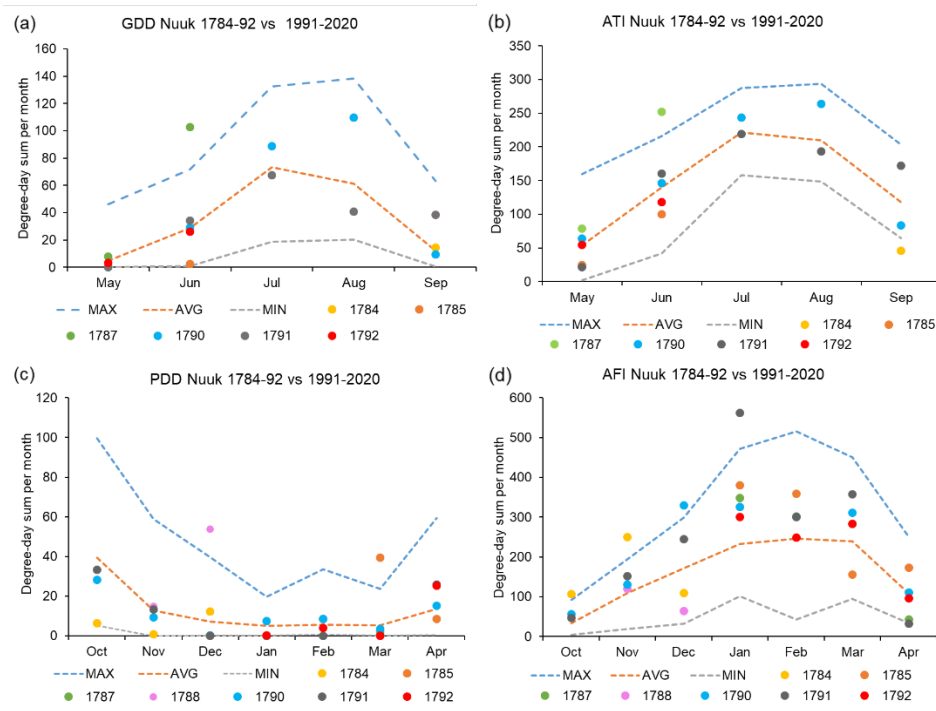 (a)
GDD Nuuk 1784-92 vs 1991-2020
Degree-day sum per month
160
140
120
100
80
60
40
20
0
May Jun Jul Aug Sep
MAX AVG MIN 1784 1785
1787 1790 1791 1792
(b)
ATI Nuuk 1784-92 vs 1991-2020
Degree-day sum per month
350
300
250
200
150
100
50
0
May Jun Jul Aug Sep
MAX AVG MIN 1784 1785
1787 1790 1791 1792
(c)
PDD Nuuk 1784-92 vs 1991-2020
Degree-day sum per month
120
100
80
60
40
20
0
Oct Nov Dec Jan Feb Mar Apr
MAX AVG MIN 1784 1785
1787 1788 1790 1791 1792
(d)
AFI Nuuk 1784-92 vs 1991-2020
Degree-day sum per month
600
500
400
300
200
100
0
Oct Nov Dec Jan Feb Mar Apr
MAX AVG MIN 1784 1785
1787 1788 1790 1791 1792